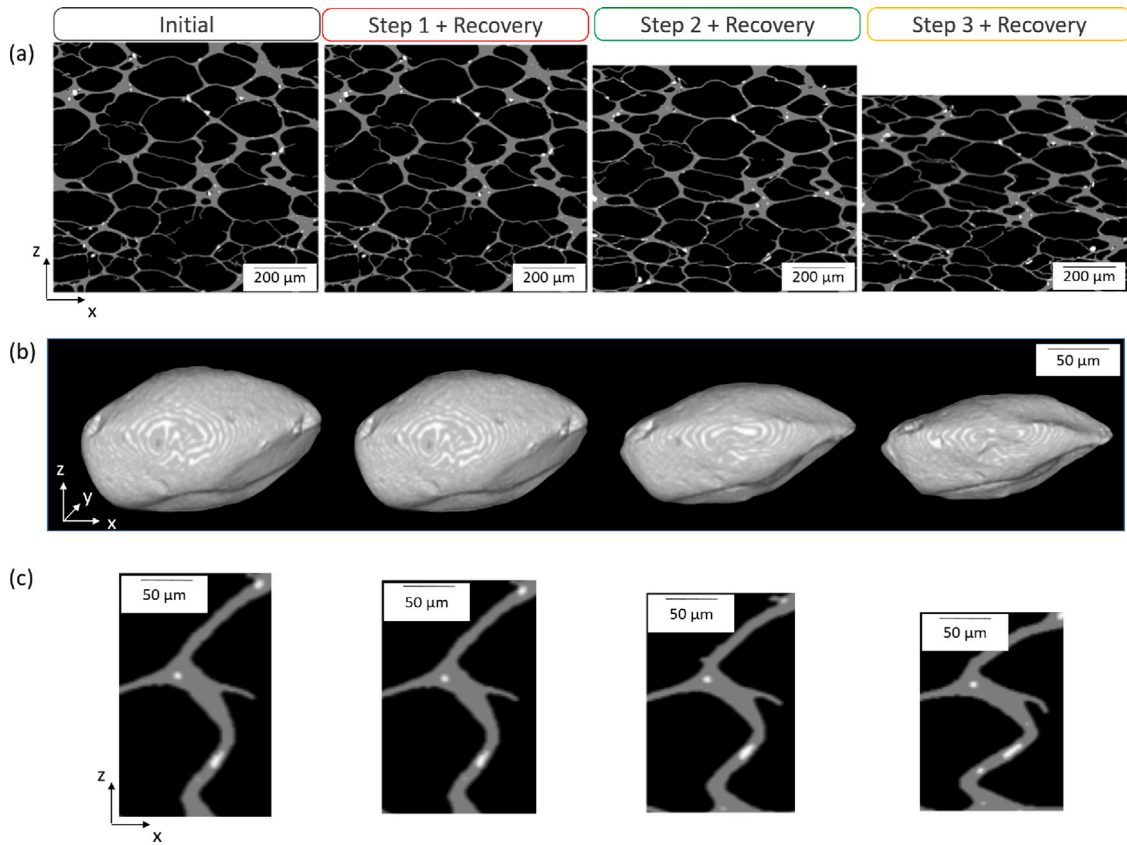 Initial
Step 1 + Recovery
Step 2 + Recovery
Step 3 + Recovery
(a)
z
x
200 µm
200 µm
200 µm
200 µm
(b)
50 µm
z
y
x
(c)
50 µm
50 µm
50 µm
50 µm
z
x